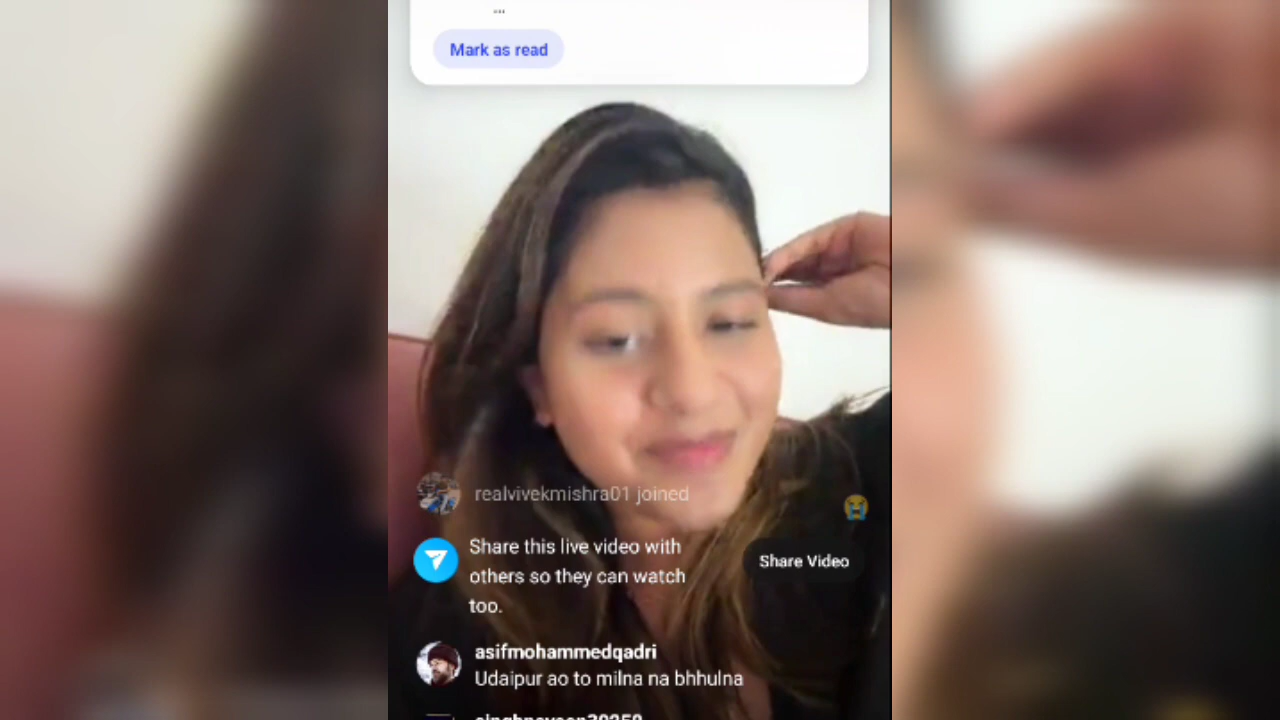 ...
Mark as read
realvivekmishra01 joined
Share this live video with
others so they can watch
too.
Share Video
asifmohammedqadri
Udaipur ao to milna na bhhulna